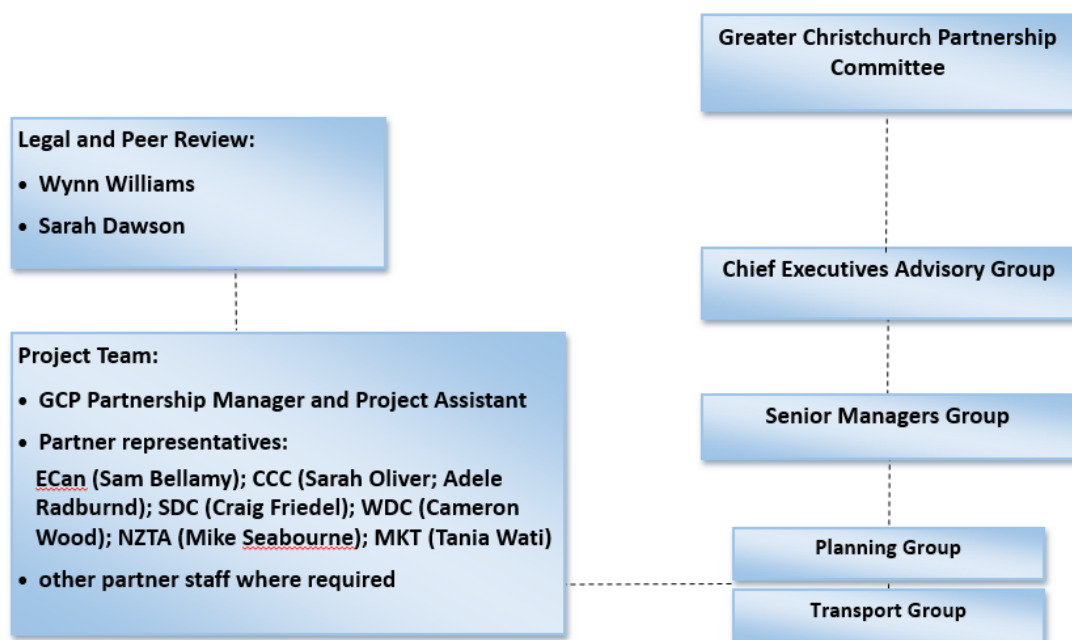 Greater Christchurch Partnership
Committee
Legal and Peer Review:
• Wynn Williams
• Sarah Dawson
Chief Executives Advisory Group
Project Team:
• GCP Partnership Manager and Project Assistant
• Partner representatives:
ECan (Sam Bellamy); CCC (Sarah Oliver; Adele
Radburnd); SDC (Craig Friedel); WDC (Cameron
Wood); NZTA (Mike Seabourne); MKT (Tania Wati)
• other partner staff where required
Senior Managers Group
Planning Group
Transport Group